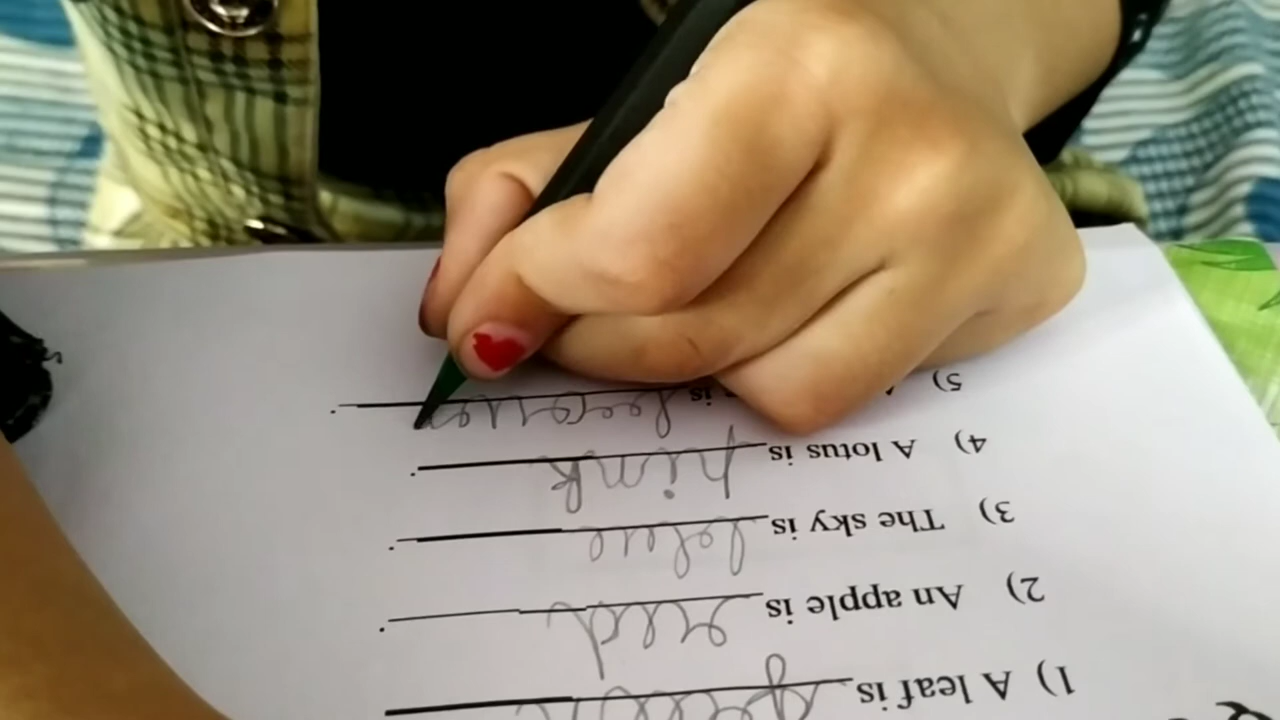 1) A leaf is green.
2) An apple is red.
3) The sky is blue.
4) A lotus is pink.
5) is